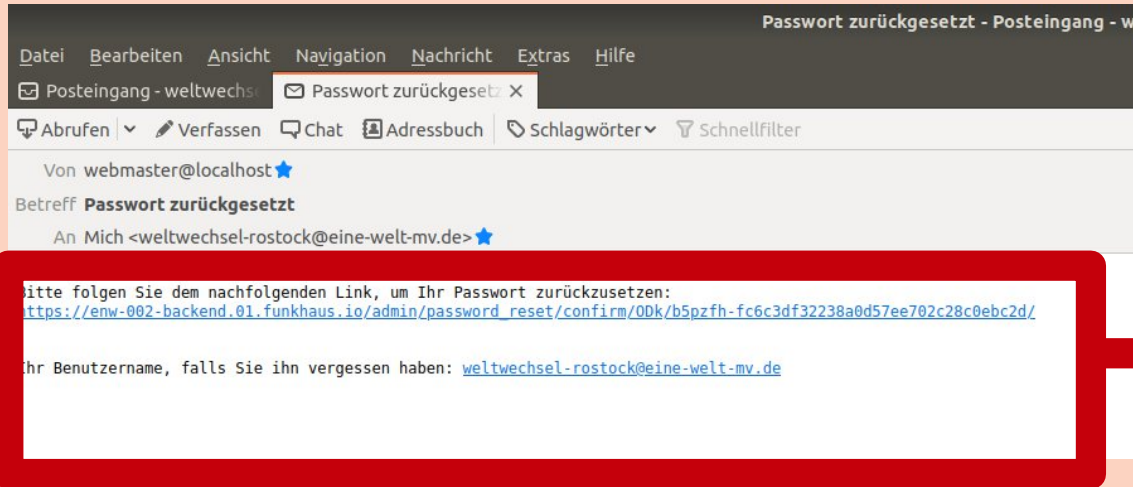 Passwort zurückgesetzt - Posteingang - w
Datei Bearbeiten Ansicht Navigation Nachricht Extras Hilfe
Posteingang - weltwechs Passwort zurückgesetz
Abrufen Verfassen Chat Adressbuch Schlagwörter Schnellfilter
Von webmaster@localhost
Betreff Passwort zurückgesetzt
An Mich <weltwechsel-rostock@eine-welt-mv.de>
Bitte folgen Sie dem nachfolgenden Link, um Ihr Passwort zurückzusetzen:
https://enw-002-backend.01.funkhaus.io/admin/password_reset/confirm/ODk/b5pzfh-fc6c3df32238a0d57ee702c28c0ebc2d/
Ihr Benutzername, falls Sie ihn vergessen haben: weltwechsel-rostock@eine-welt-mv.de